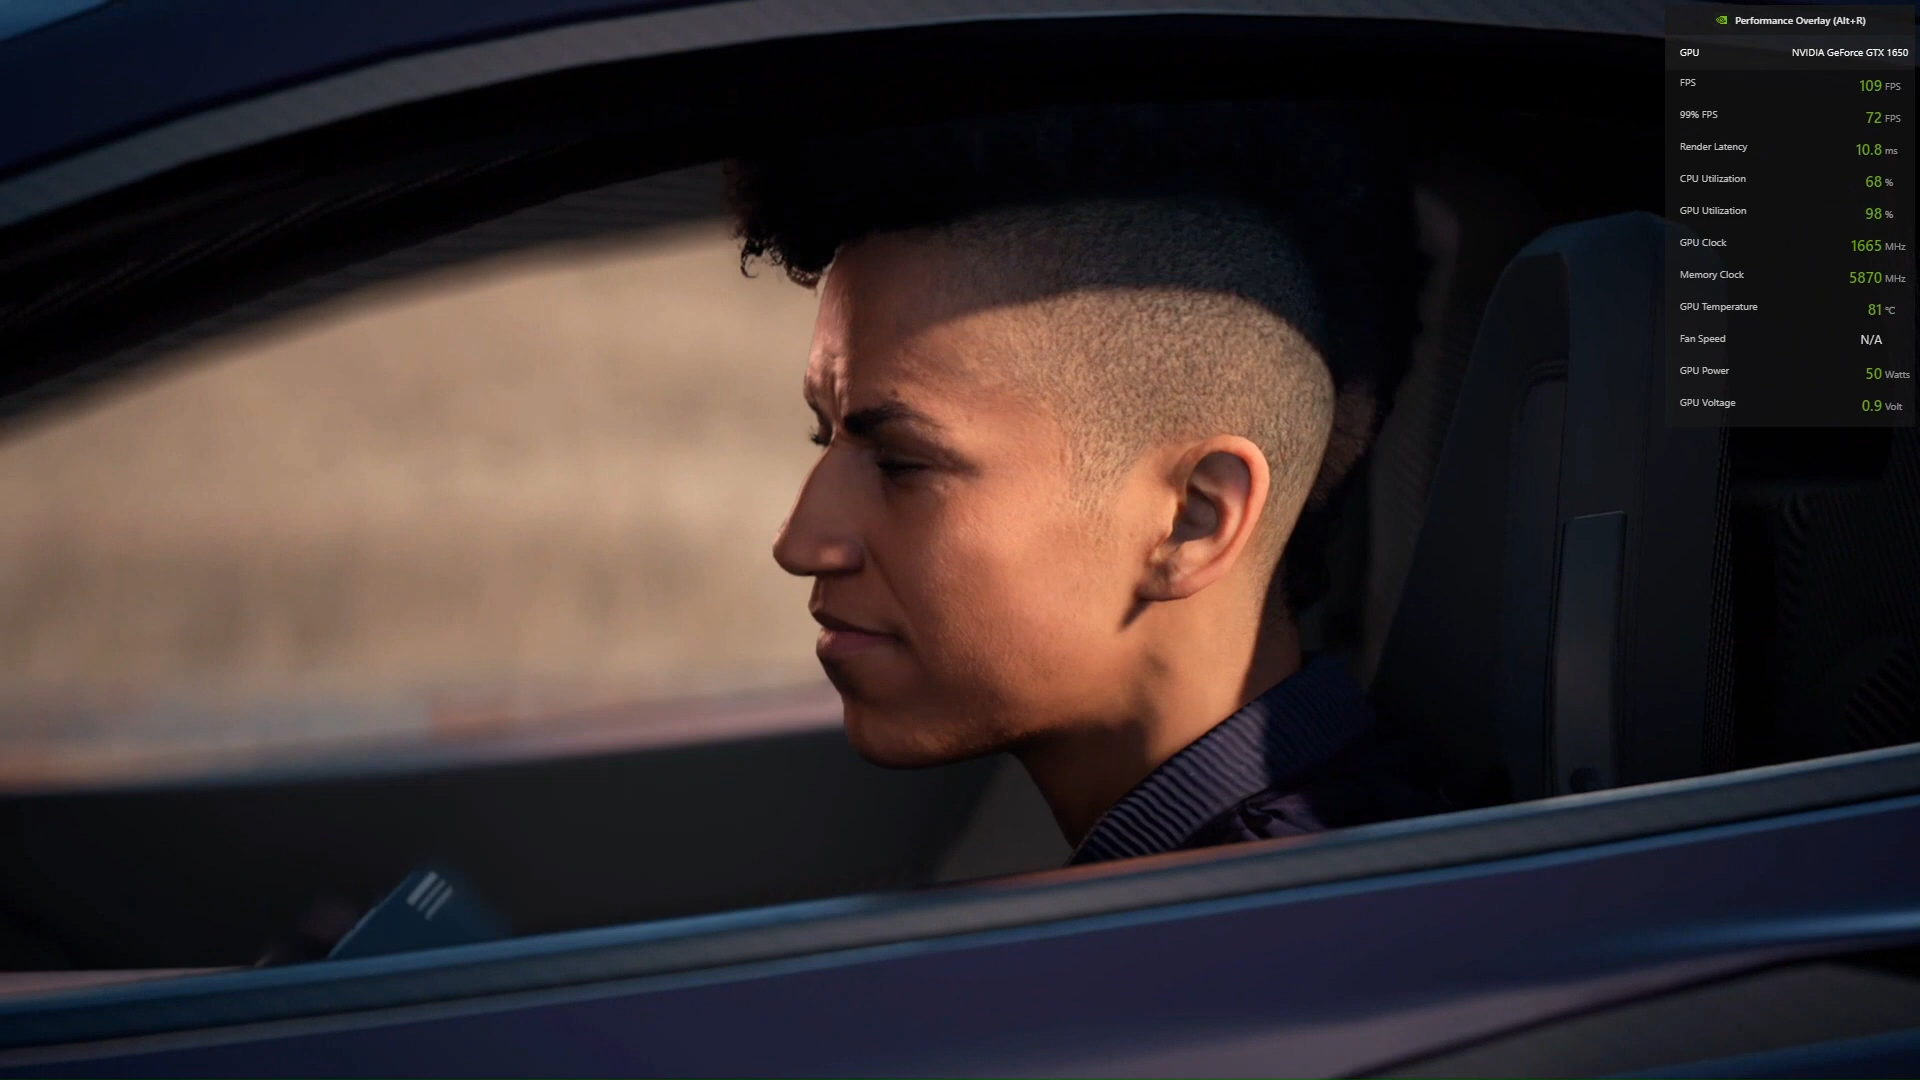 Performance Overlay (Alt+R)
GPU NVIDIA GeForce GTX 1650
FPS 109 FPS
99% FPS 72 FPS
Render Latency 10.8 ms
CPU Utilization 68 %
GPU Utilization 98 %
GPU Clock 1665 MHz
Memory Clock 5870 MHz
GPU Temperature 81 °C
Fan Speed N/A
GPU Power 50 Watts
GPU Voltage 0.9 Volt